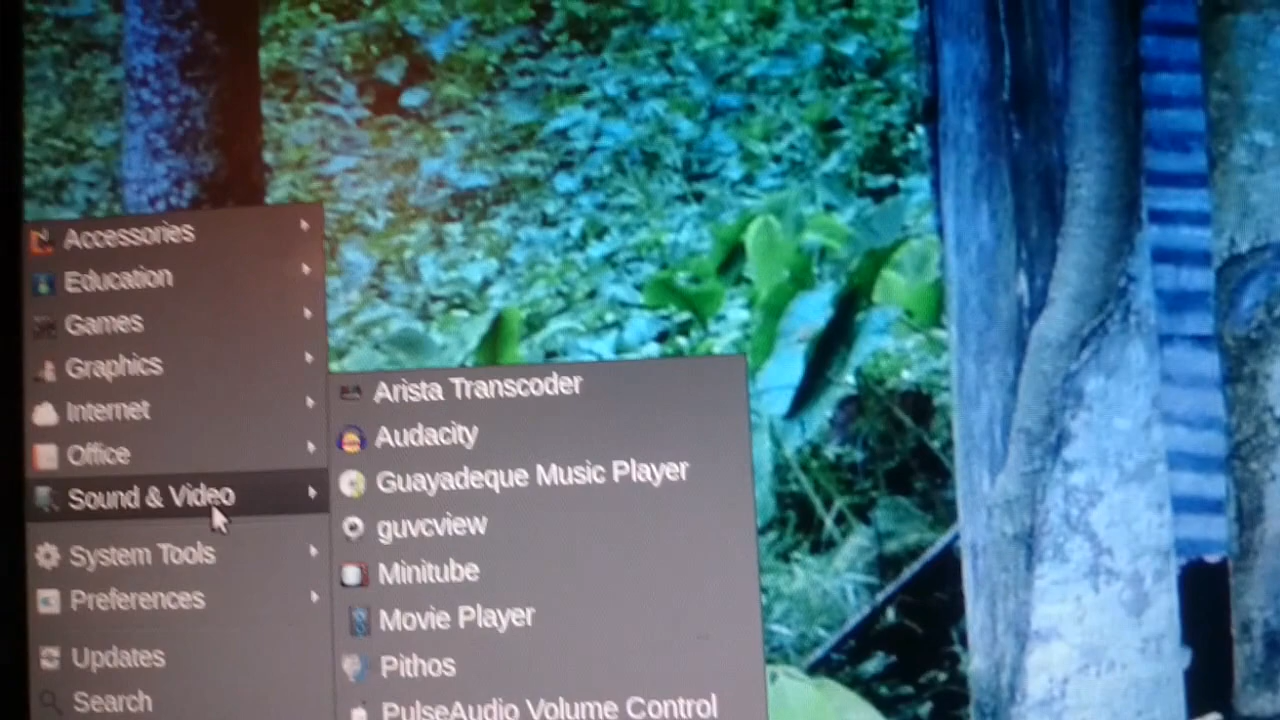 Accessories
Education
Games
Graphics
Internet
Office
Sound & Video
System Tools
Preferences
Updates
Search
Arista Transcoder
Audacity
Guayadeque Music Player
guvcview
Minitube
Movie Player
Pithos
PulseAudio Volume Control